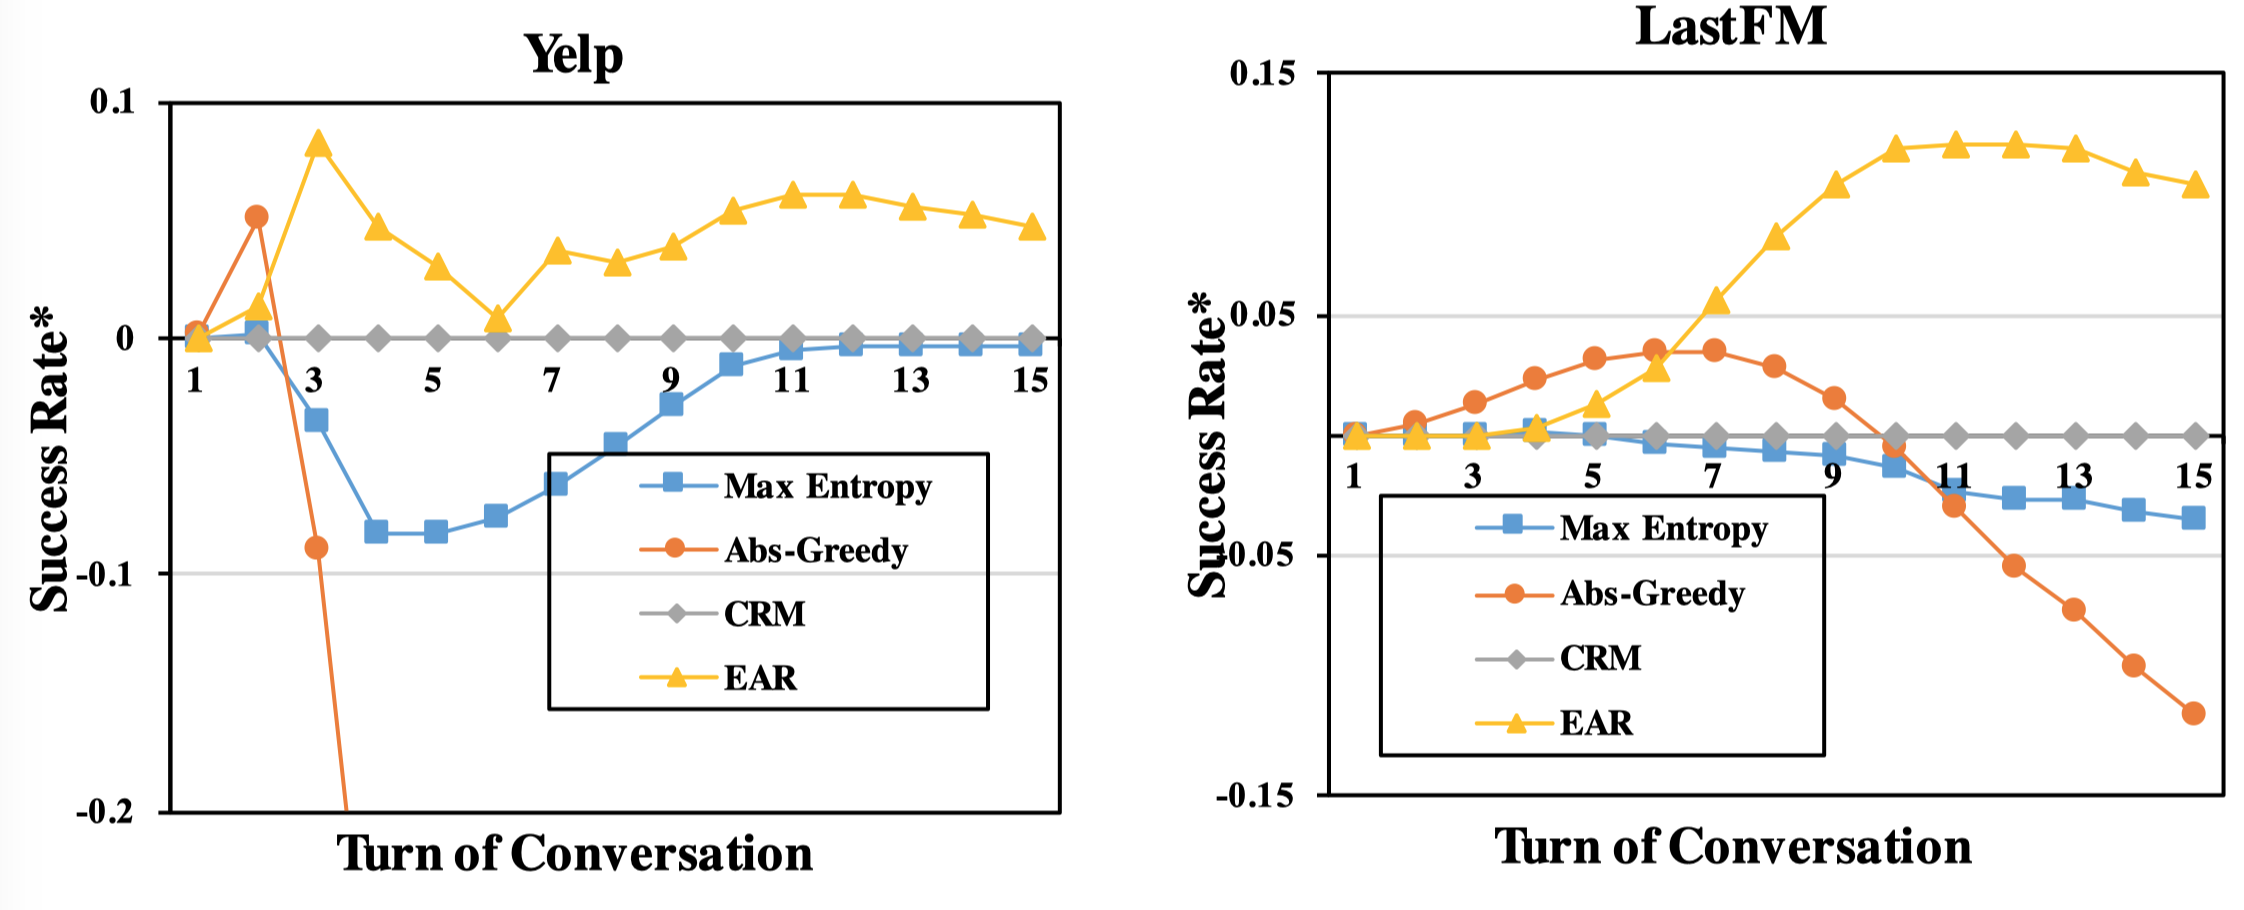 Yelp
0.1
0
-0.1
-0.2
1 3 5 7 9 11 13 15
Success Rate*
Max Entropy
Abs-Greedy
CRM
EAR
Turn of Conversation
LastFM
0.15
0.05
-0.05
-0.15
1 3 5 7 9 11 13 15
Success Rate*
Max Entropy
Abs-Greedy
CRM
EAR
Turn of Conversation